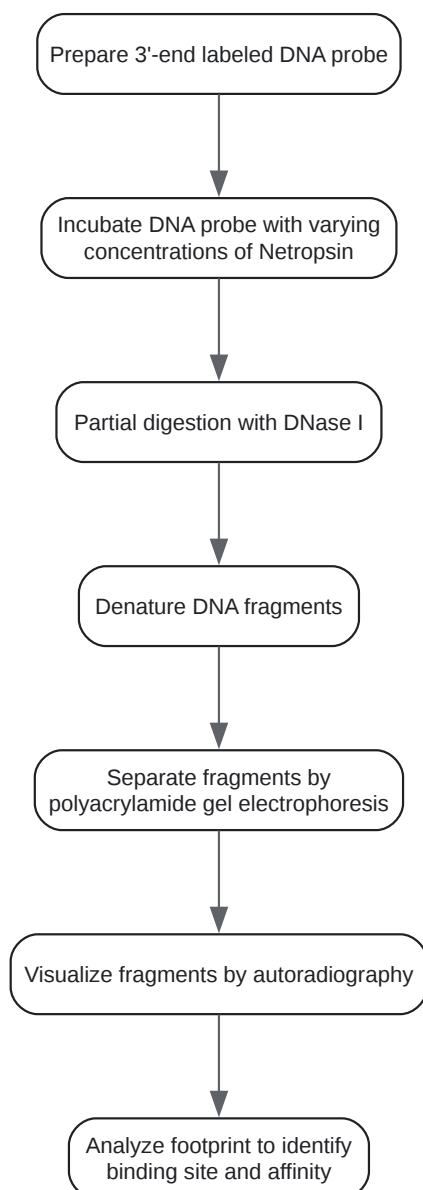 Prepare 3'-end labeled DNA probe
Incubate DNA probe with varying
concentrations of Netropsin
Partial digestion with DNase I
Denature DNA fragments
Separate fragments by
polyacrylamide gel electrophoresis
Visualize fragments by autoradiography
Analyze footprint to identify
binding site and affinity